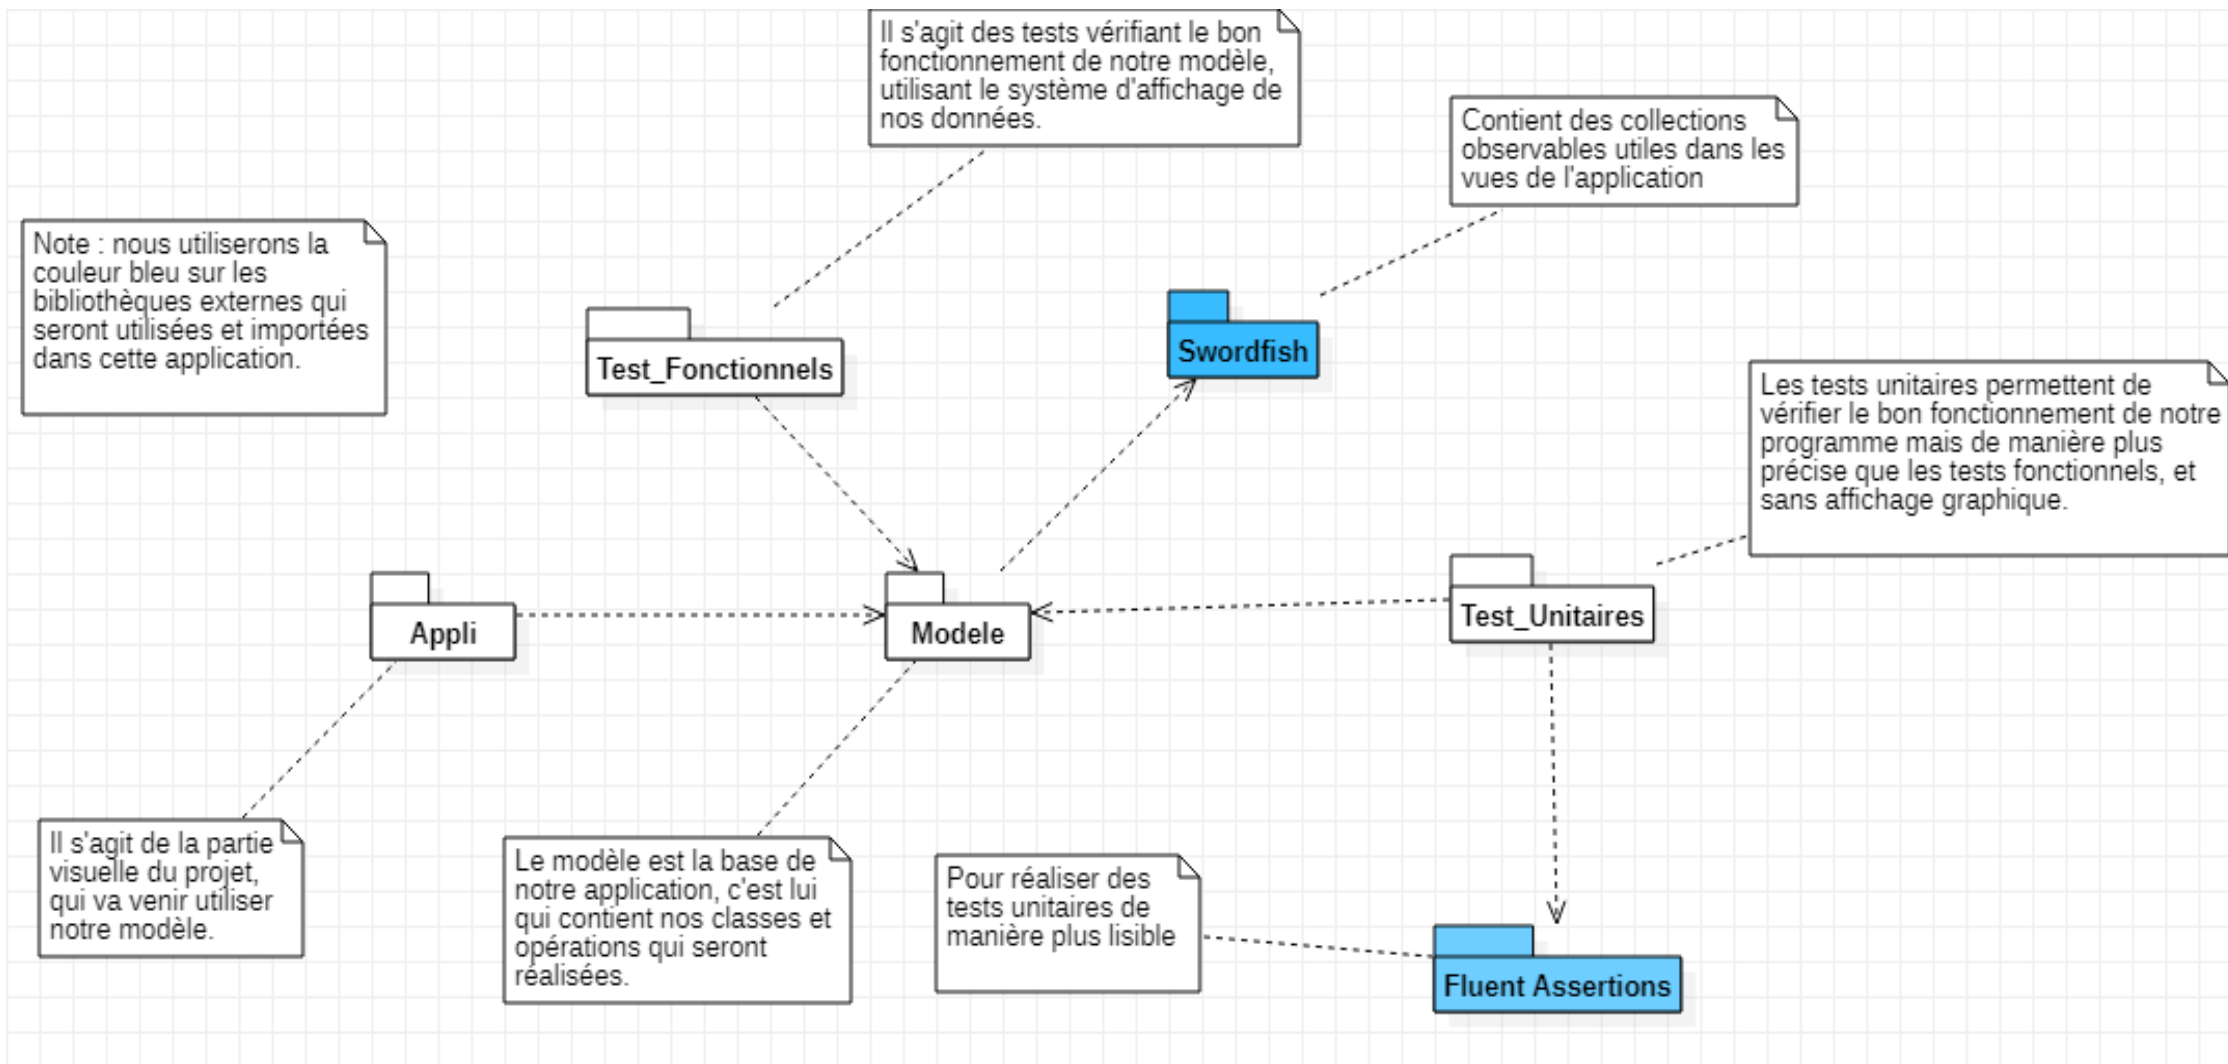 Il s'agit des tests vérifiant le bon
fonctionnement de notre modèle,
utilisant le système d'affichage de
nos données.
Contient des collections
observables utiles dans les
vues de l'application
Note : nous utiliserons la
couleur bleu sur les
bibliothèques externes qui
seront utilisées et importées
dans cette application.
Test_Fonctionnels
Swordfish
Les tests unitaires permettent de
vérifier le bon fonctionnement de notre
programme mais de manière plus
précise que les tests fonctionnels, et
sans affichage graphique.
Appli
Modele
Test_Unitaires
Il s'agit de la partie
visuelle du projet,
qui va venir utiliser
notre modèle.
Le modèle est la base de
notre application, c'est lui
qui contient nos classes et
opérations qui seront
réalisées.
Pour réaliser des
tests unitaires de
manière plus lisible
Fluent Assertions